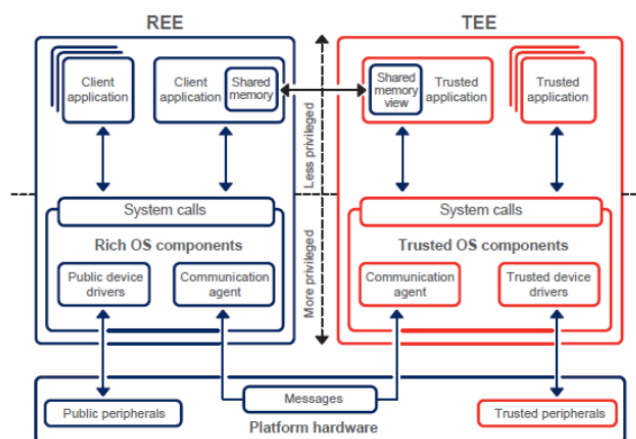 REE
TEE
Client
application
Client
application
Shared
memory
Shared
memory
view
Trusted
application
Trusted
application
Less privileged
More privileged
System calls
Rich OS components
Public device
drivers
Communication
agent
System calls
Trusted OS components
Communication
agent
Trusted device
drivers
Public peripherals
Messages
Platform hardware
Trusted peripherals